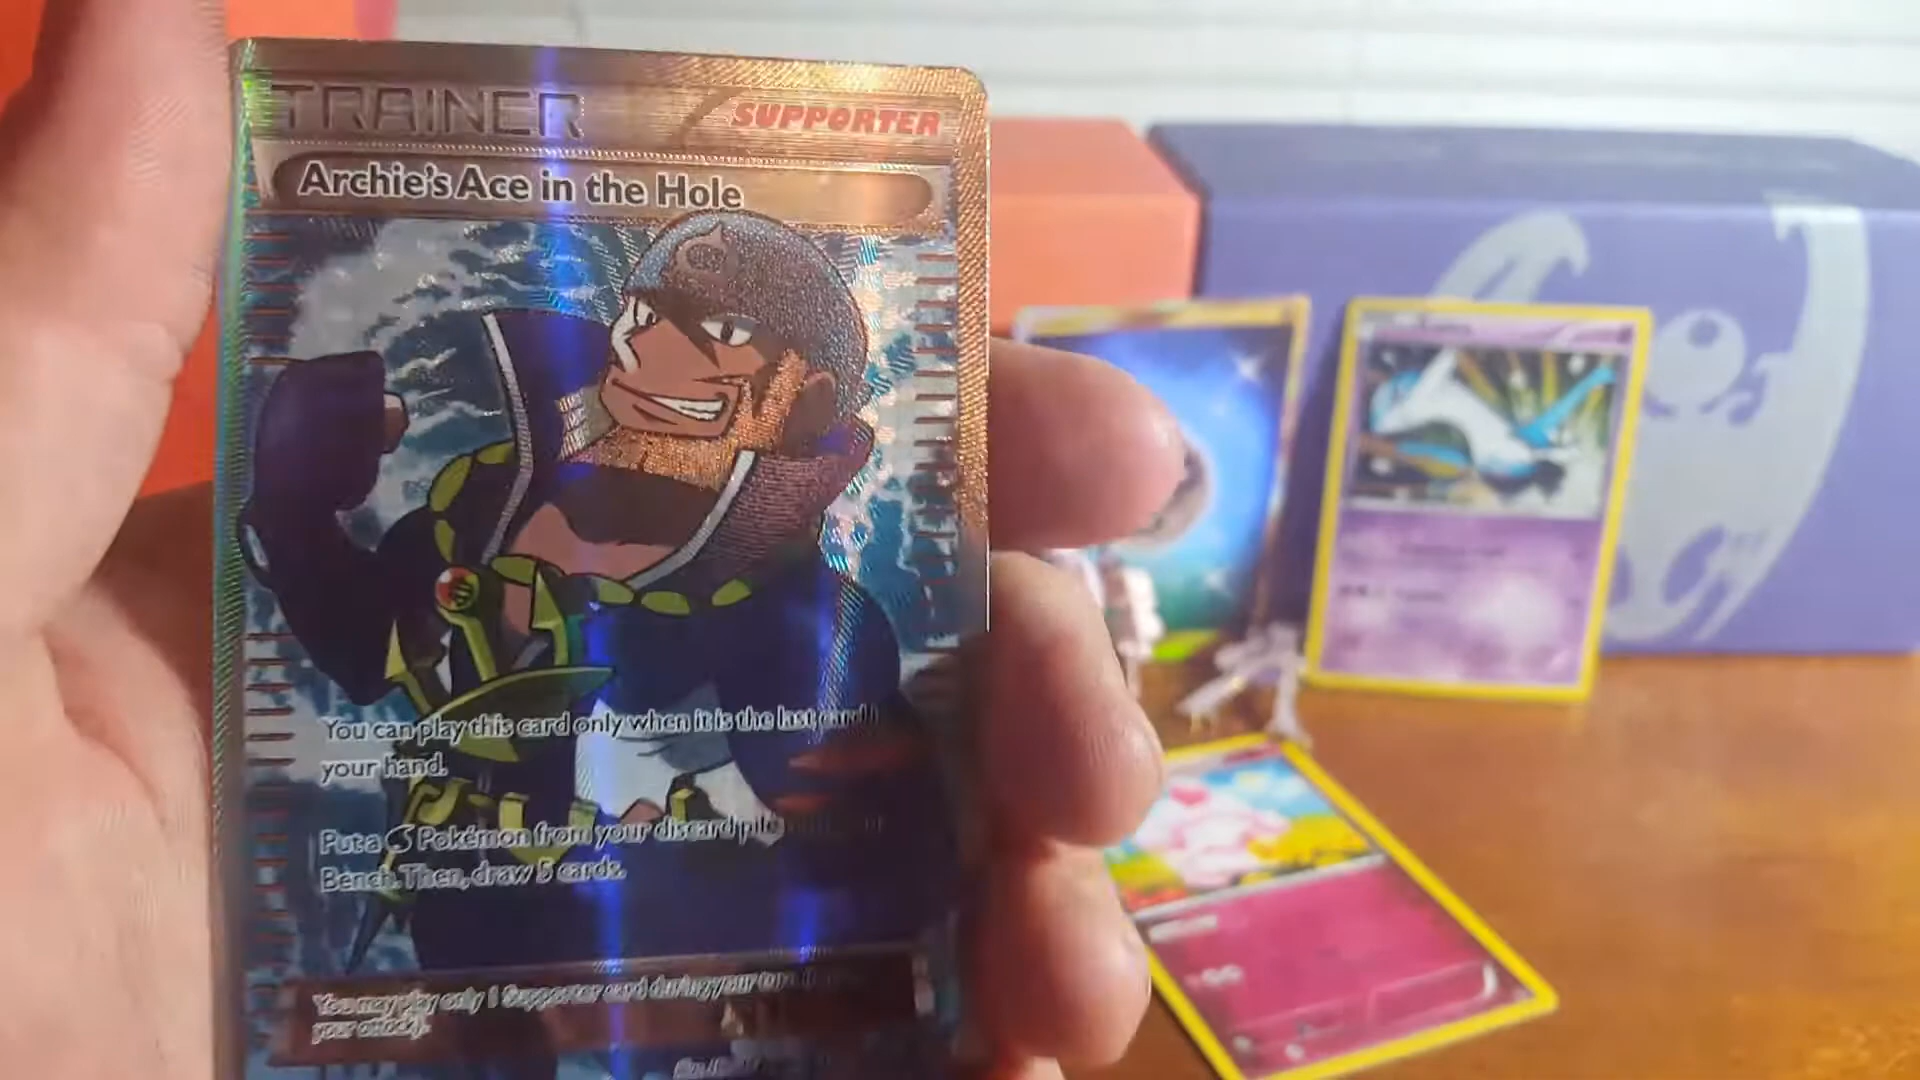 TRAINER
SUPPORTER
Archie's Ace in the Hole
You can play this card only when it is the last card
your hand.
Put a Pokémon from your discard pile
Bench. Then, draw 5 cards.
You may play only 1 Supporter card during your turn
your attack).